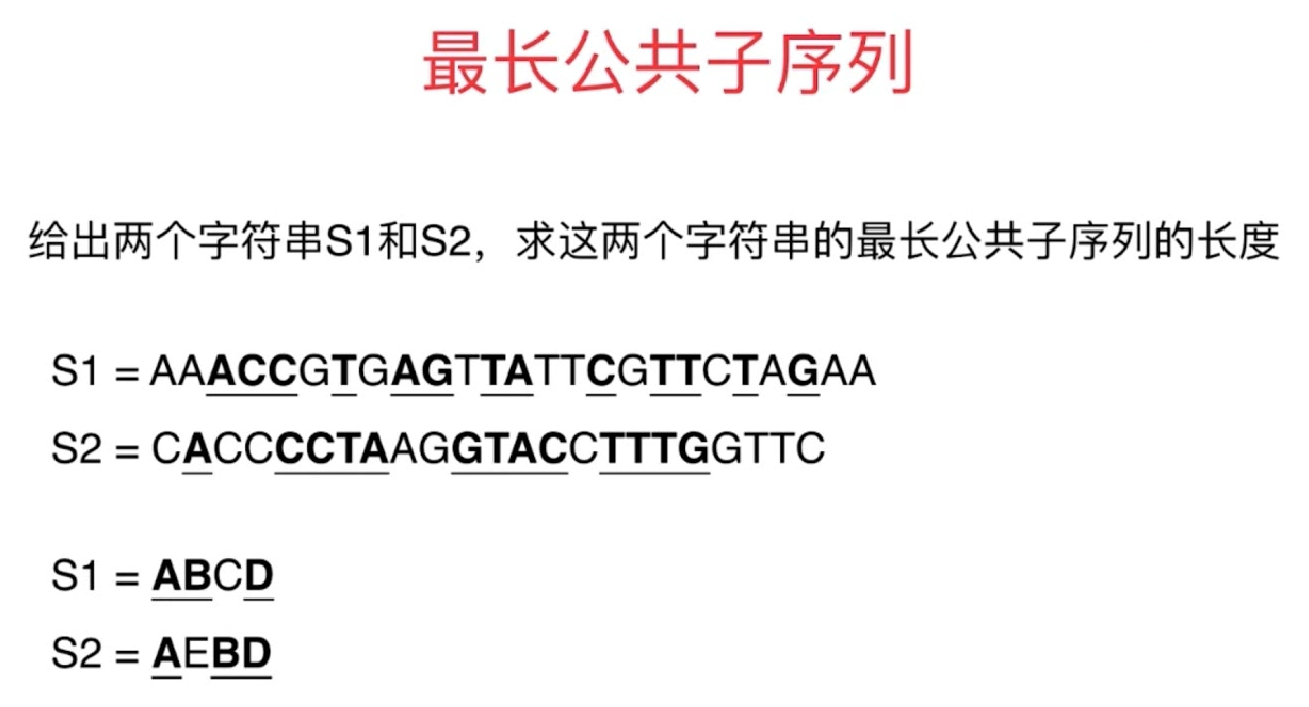 最长公共子序列
给出两个字符串S1和S2，求这两个字符串的最长公共子序列的长度
S1 = AAACCGTGAGTTATTCGTTCTAGAA
S2 = CACCCCTAAGGTACCTTTGGTTC
S1 = ABCD
S2 = AEBD